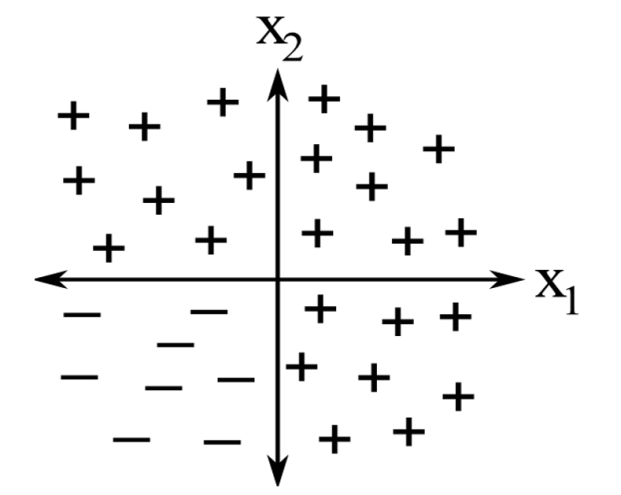 x₂
+ + + + + +
+ + + + +
+ + + + +
x₁
− − + + +
−
− − − + + +
− − + +